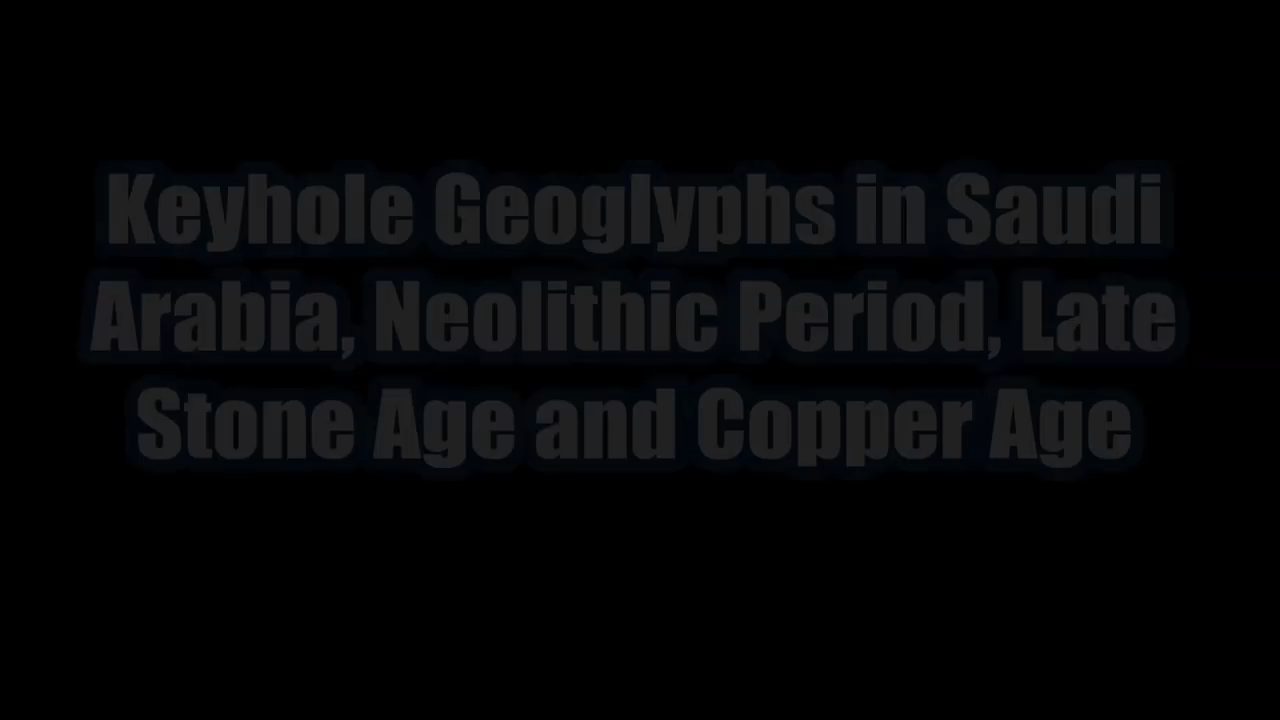 Keyhole Geoglyphs in Saudi
Arabia, Neolithic Period, Late
Stone Age and Copper Age